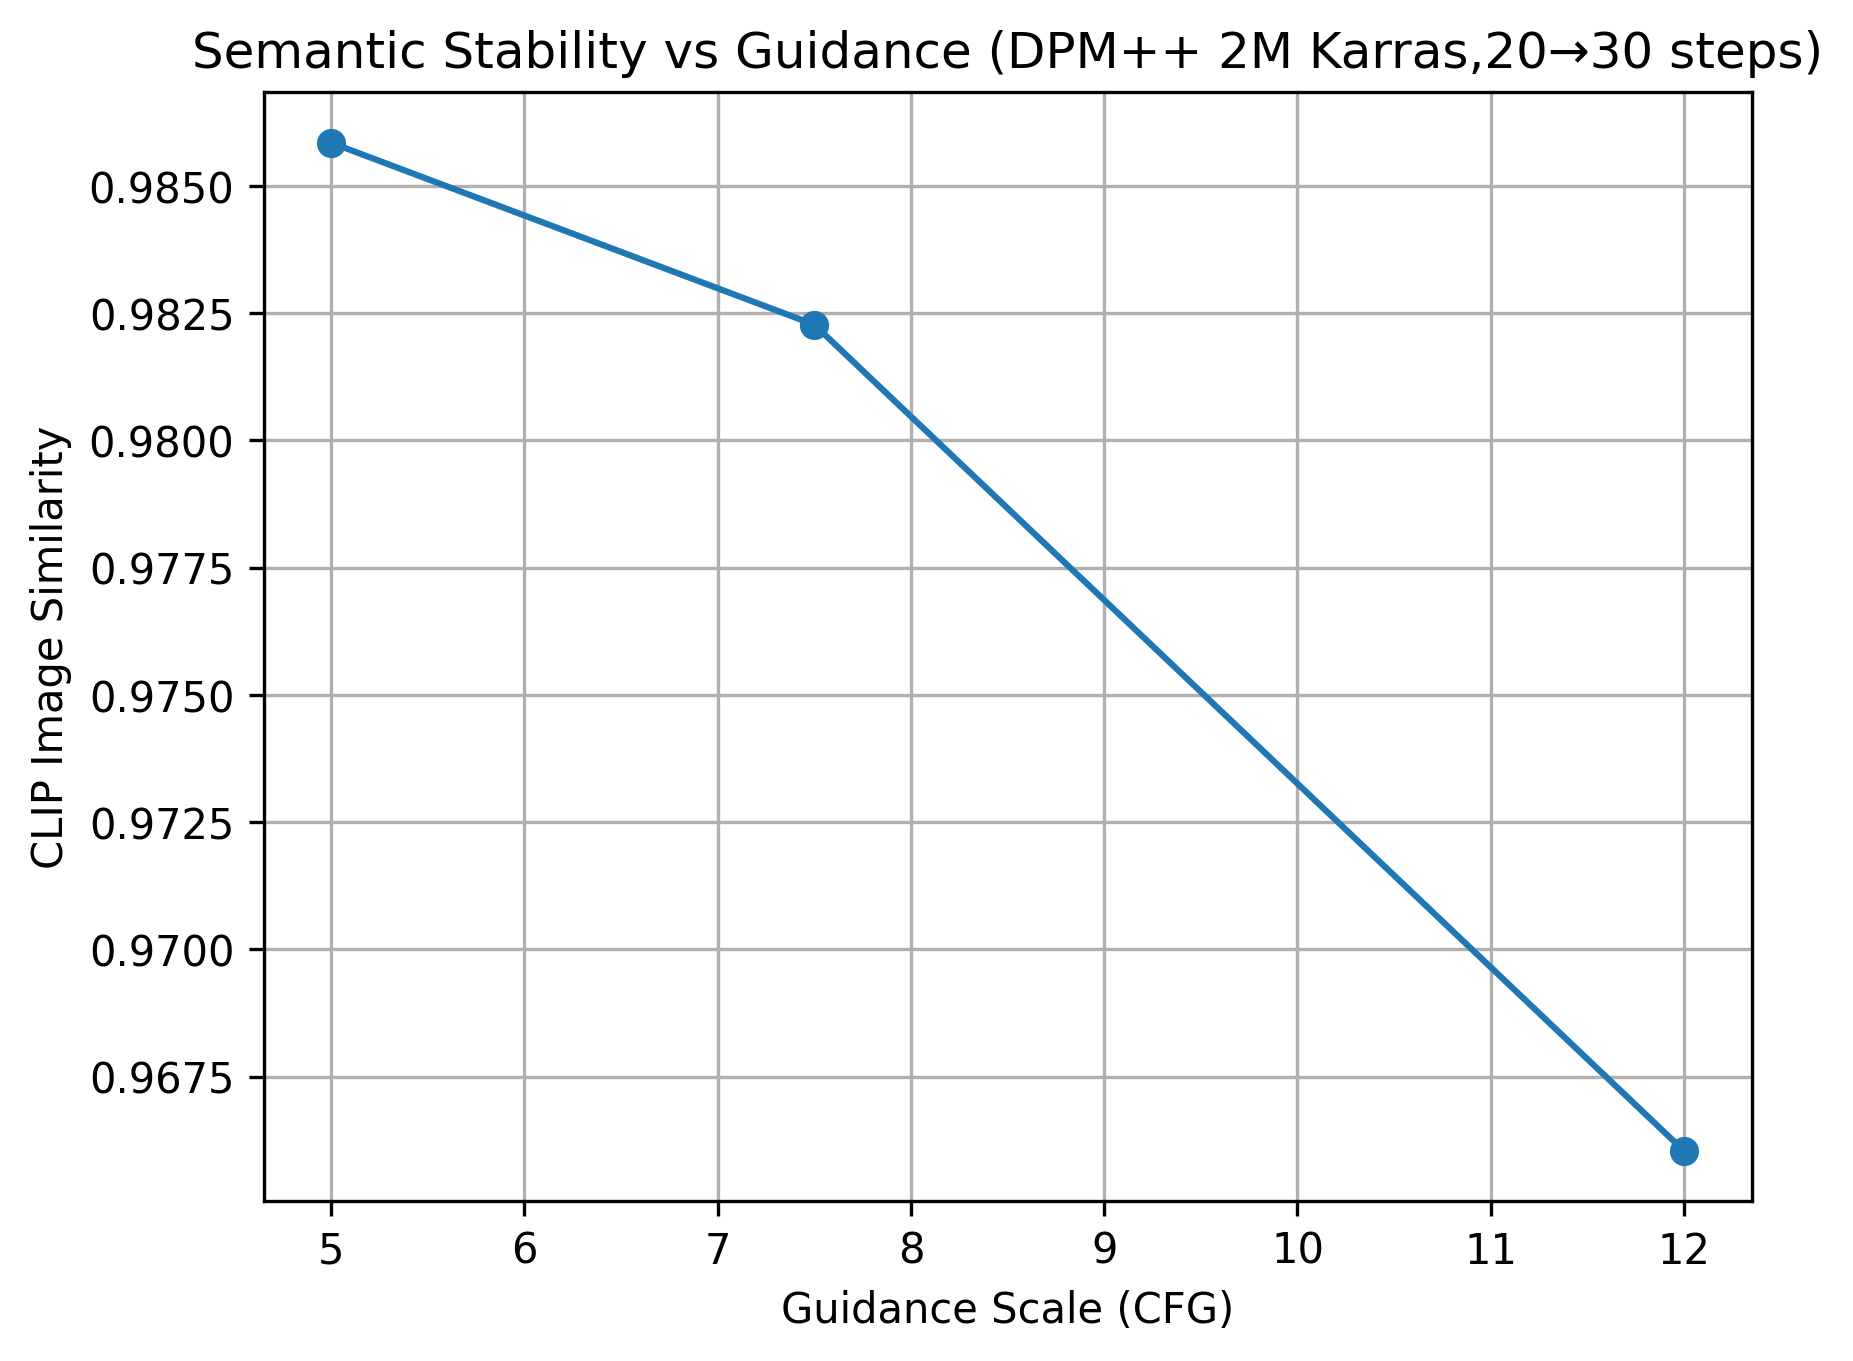 Semantic Stability vs Guidance (DPM++ 2M Karras,20→30 steps)
CLIP Image Similarity
0.9850
0.9825
0.9800
0.9775
0.9750
0.9725
0.9700
0.9675
5 6 7 8 9 10 11 12
Guidance Scale (CFG)